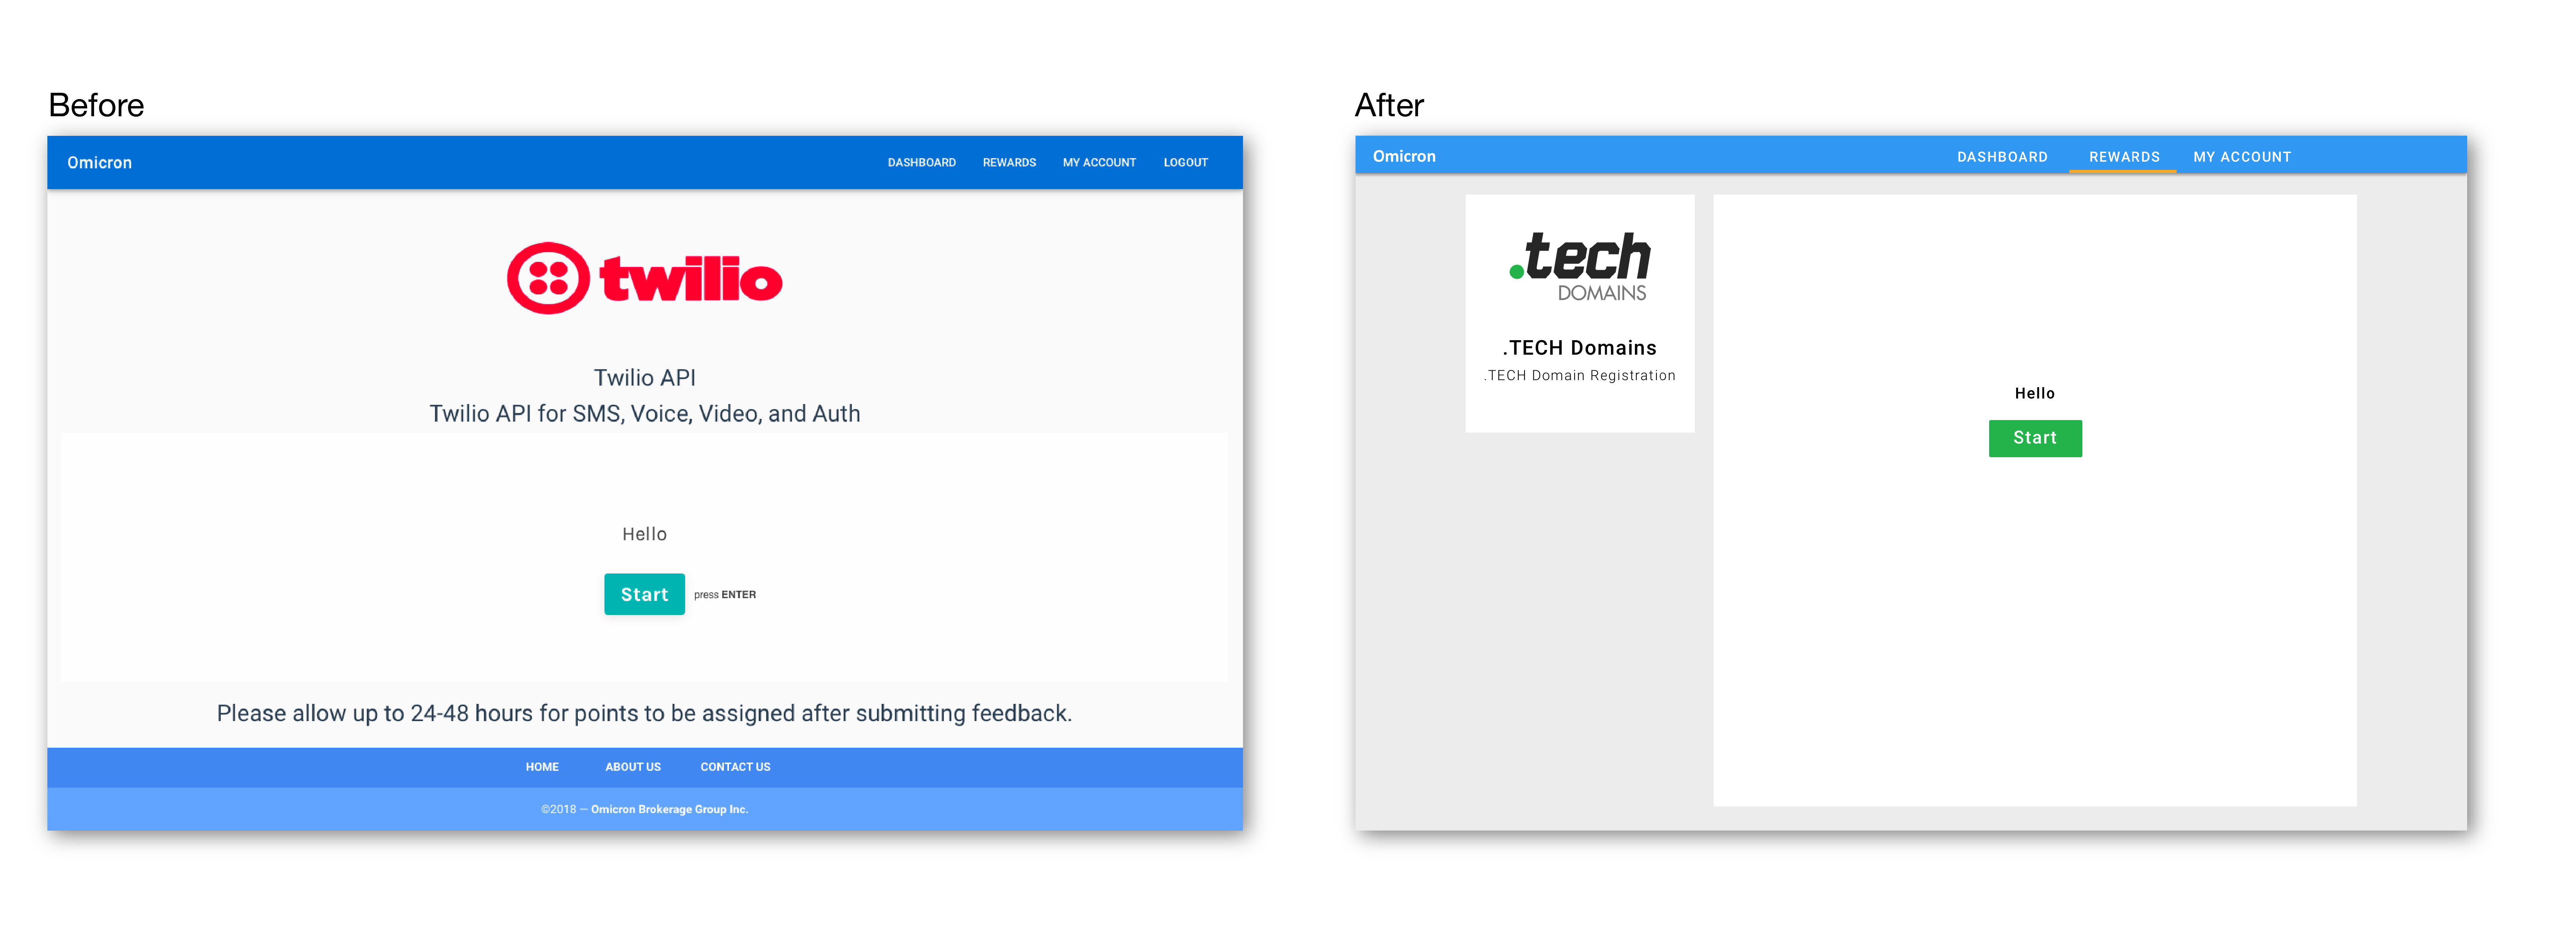 Before
Omicron DASHBOARD REWARDS MY ACCOUNT LOGOUT
twilio
Twilio API
Twilio API for SMS, Voice, Video, and Auth
Hello
Start press ENTER
Please allow up to 24-48 hours for points to be assigned after submitting feedback.
HOME ABOUT US CONTACT US
©2018 — Omicron Brokerage Group Inc.
After
Omicron DASHBOARD REWARDS MY ACCOUNT
.tech
DOMAINS
.TECH Domains
.TECH Domain Registration
Hello
Start